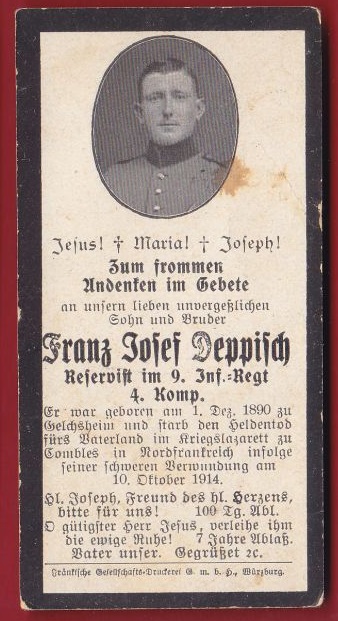 Jesus! † Maria! † Joseph!
Zum frommen
Andenken im Gebete
an unsern lieben unvergeßlichen
Sohn und Bruder
Franz Josef Deppisch
Reservist im 9. Inf.-Regt
4. Komp.
Er war geboren am 1. Dez. 1890 zu
Gelchsheim und starb den Heldentod
fürs Vaterland im Kriegslazarett zu
Combles in Nordfrankreich infolge
seiner schweren Verwundung am
10. Oktober 1914.
Hl. Joseph, Freund des hl. Herzens,
bitte für uns! 100 Tg. Abl.
O gütigster Herr Jesus, verleihe ihm
die ewige Ruhe! 7 Jahre Ablaß.
Vater unser. Gegrüßet ꝛc.
Fränkische Gesellschafts-Druckerei G. m. b. H., Würzburg.